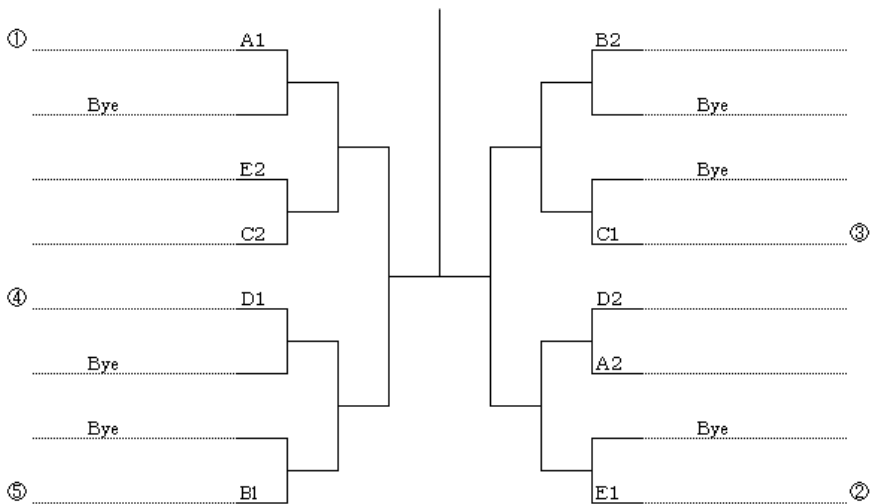 ① A1 B2
Bye Bye
E2 Bye
C2 C1 ③
④ D1 D2
Bye A2
Bye Bye
⑤ B1 E1 ②